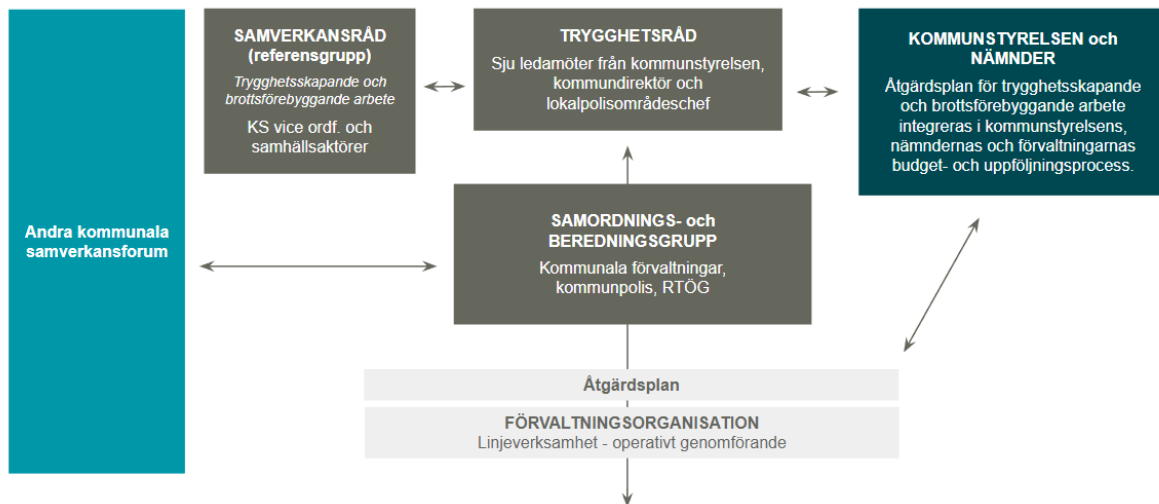 SAMVERKANSRÅD
(referensgrupp)
Trygghetsskapande och
brottsförebyggande arbete
KS vice ordf. och
samhällsaktörer
TRYGGHETSRÅD
Sju ledamöter från kommunstyrelsen,
kommundirektör och
lokalpolisområdeschef
KOMMUNSTYRELSEN och
NÄMNDER
Åtgärdsplan för trygghetsskapande
och brottsförebyggande arbete
integreras i kommunstyrelsens,
nämndernas och förvaltningarnas
budget- och uppföljningsprocess.
Andra kommunala
samverkansforum
SAMORDNINGS- och
BEREDNINGSGRUPP
Kommunala förvaltningar,
kommunpolis, RTÖG
Åtgärdsplan
FÖRVALTNINGSORGANISATION
Linjeverksamhet - operativt genomförande